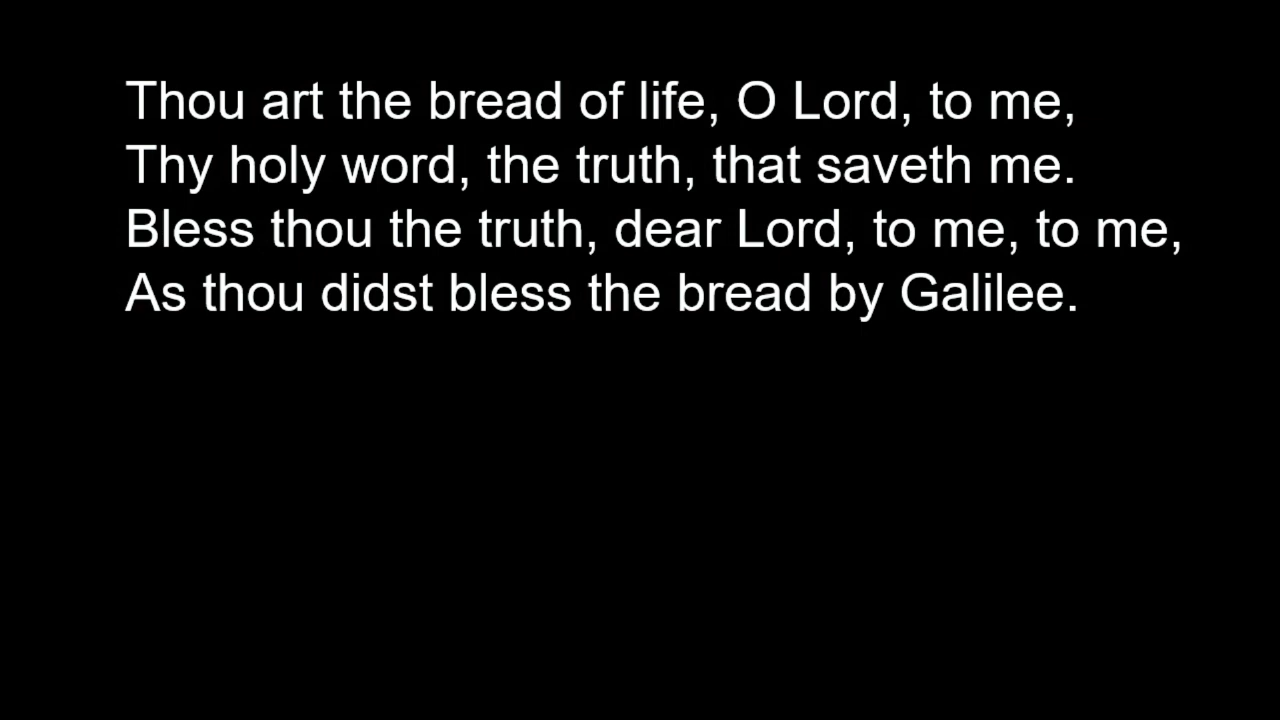 Thou art the bread of life, O Lord, to me,
Thy holy word, the truth, that saveth me.
Bless thou the truth, dear Lord, to me, to me,
As thou didst bless the bread by Galilee.